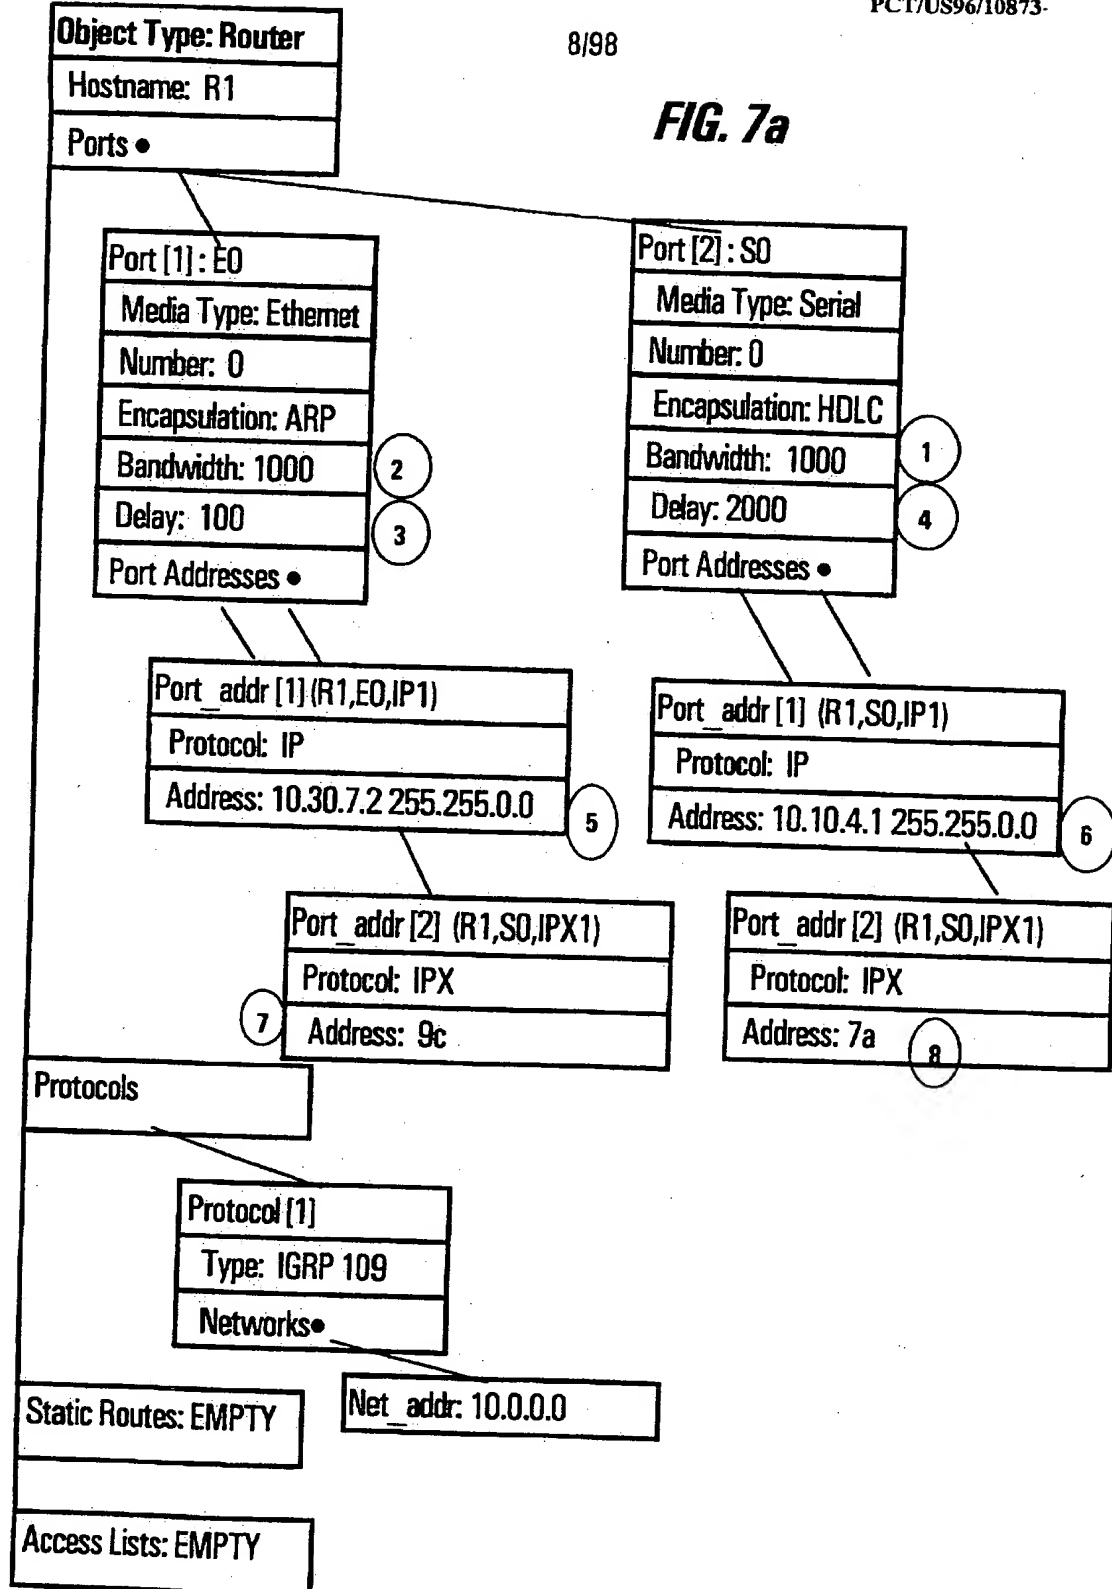 PCT/US96/10873-
8/98
FIG. 7a
Object Type: Router
Hostname: R1
Ports
Port [1] : E0
Media Type: Ethernet
Number: 0
Encapsulation: ARP
Bandwidth: 1000
2
Delay: 100
3
Port Addresses
Port [2] : S0
Media Type: Serial
Number: 0
Encapsulation: HDLC
Bandwidth: 1000
1
Delay: 2000
4
Port Addresses
Port_addr [1] (R1,E0,IP1)
Protocol: IP
Address: 10.30.7.2 255.255.0.0
5
Port_addr [1] (R1,S0,IP1)
Protocol: IP
Address: 10.10.4.1 255.255.0.0
6
Port_addr [2] (R1,S0,IPX1)
Protocol: IPX
7
Address: 9c
Port_addr [2] (R1,S0,IPX1)
Protocol: IPX
Address: 7a
8
Protocols
Protocol [1]
Type: IGRP 109
Networks
Net_addr: 10.0.0.0
Static Routes: EMPTY
Access Lists: EMPTY